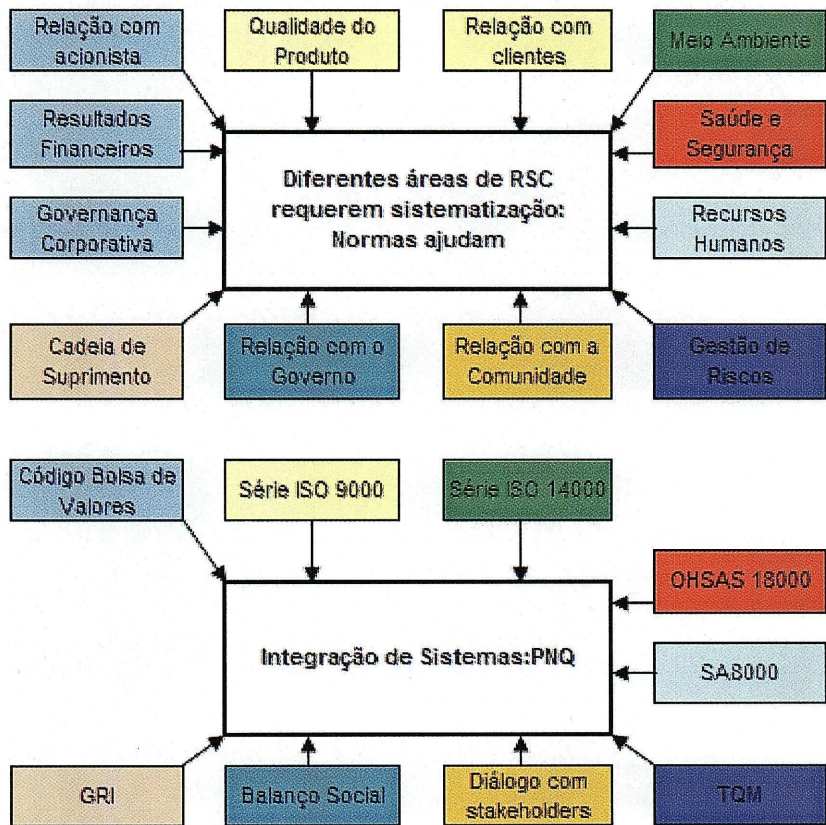 Relação com
acionista
Qualidade do
Produto
Relação com
clientes
Meio Ambiente
Resultados
Financeiros
Saúde e
Segurança
Diferentes áreas de RSC
requerem sistematização:
Normas ajudam
Governança
Corporativa
Recursos
Humanos
Cadeia de
Suprimento
Relação com o
Governo
Relação com a
Comunidade
Gestão de
Riscos
Código Bolsa de
Valores
Série ISO 9000
Série ISO 14000
OHSAS 18000
Integração de Sistemas:PNQ
SA8000
GRI
Balanço Social
Diálogo com
stakeholders
TQM